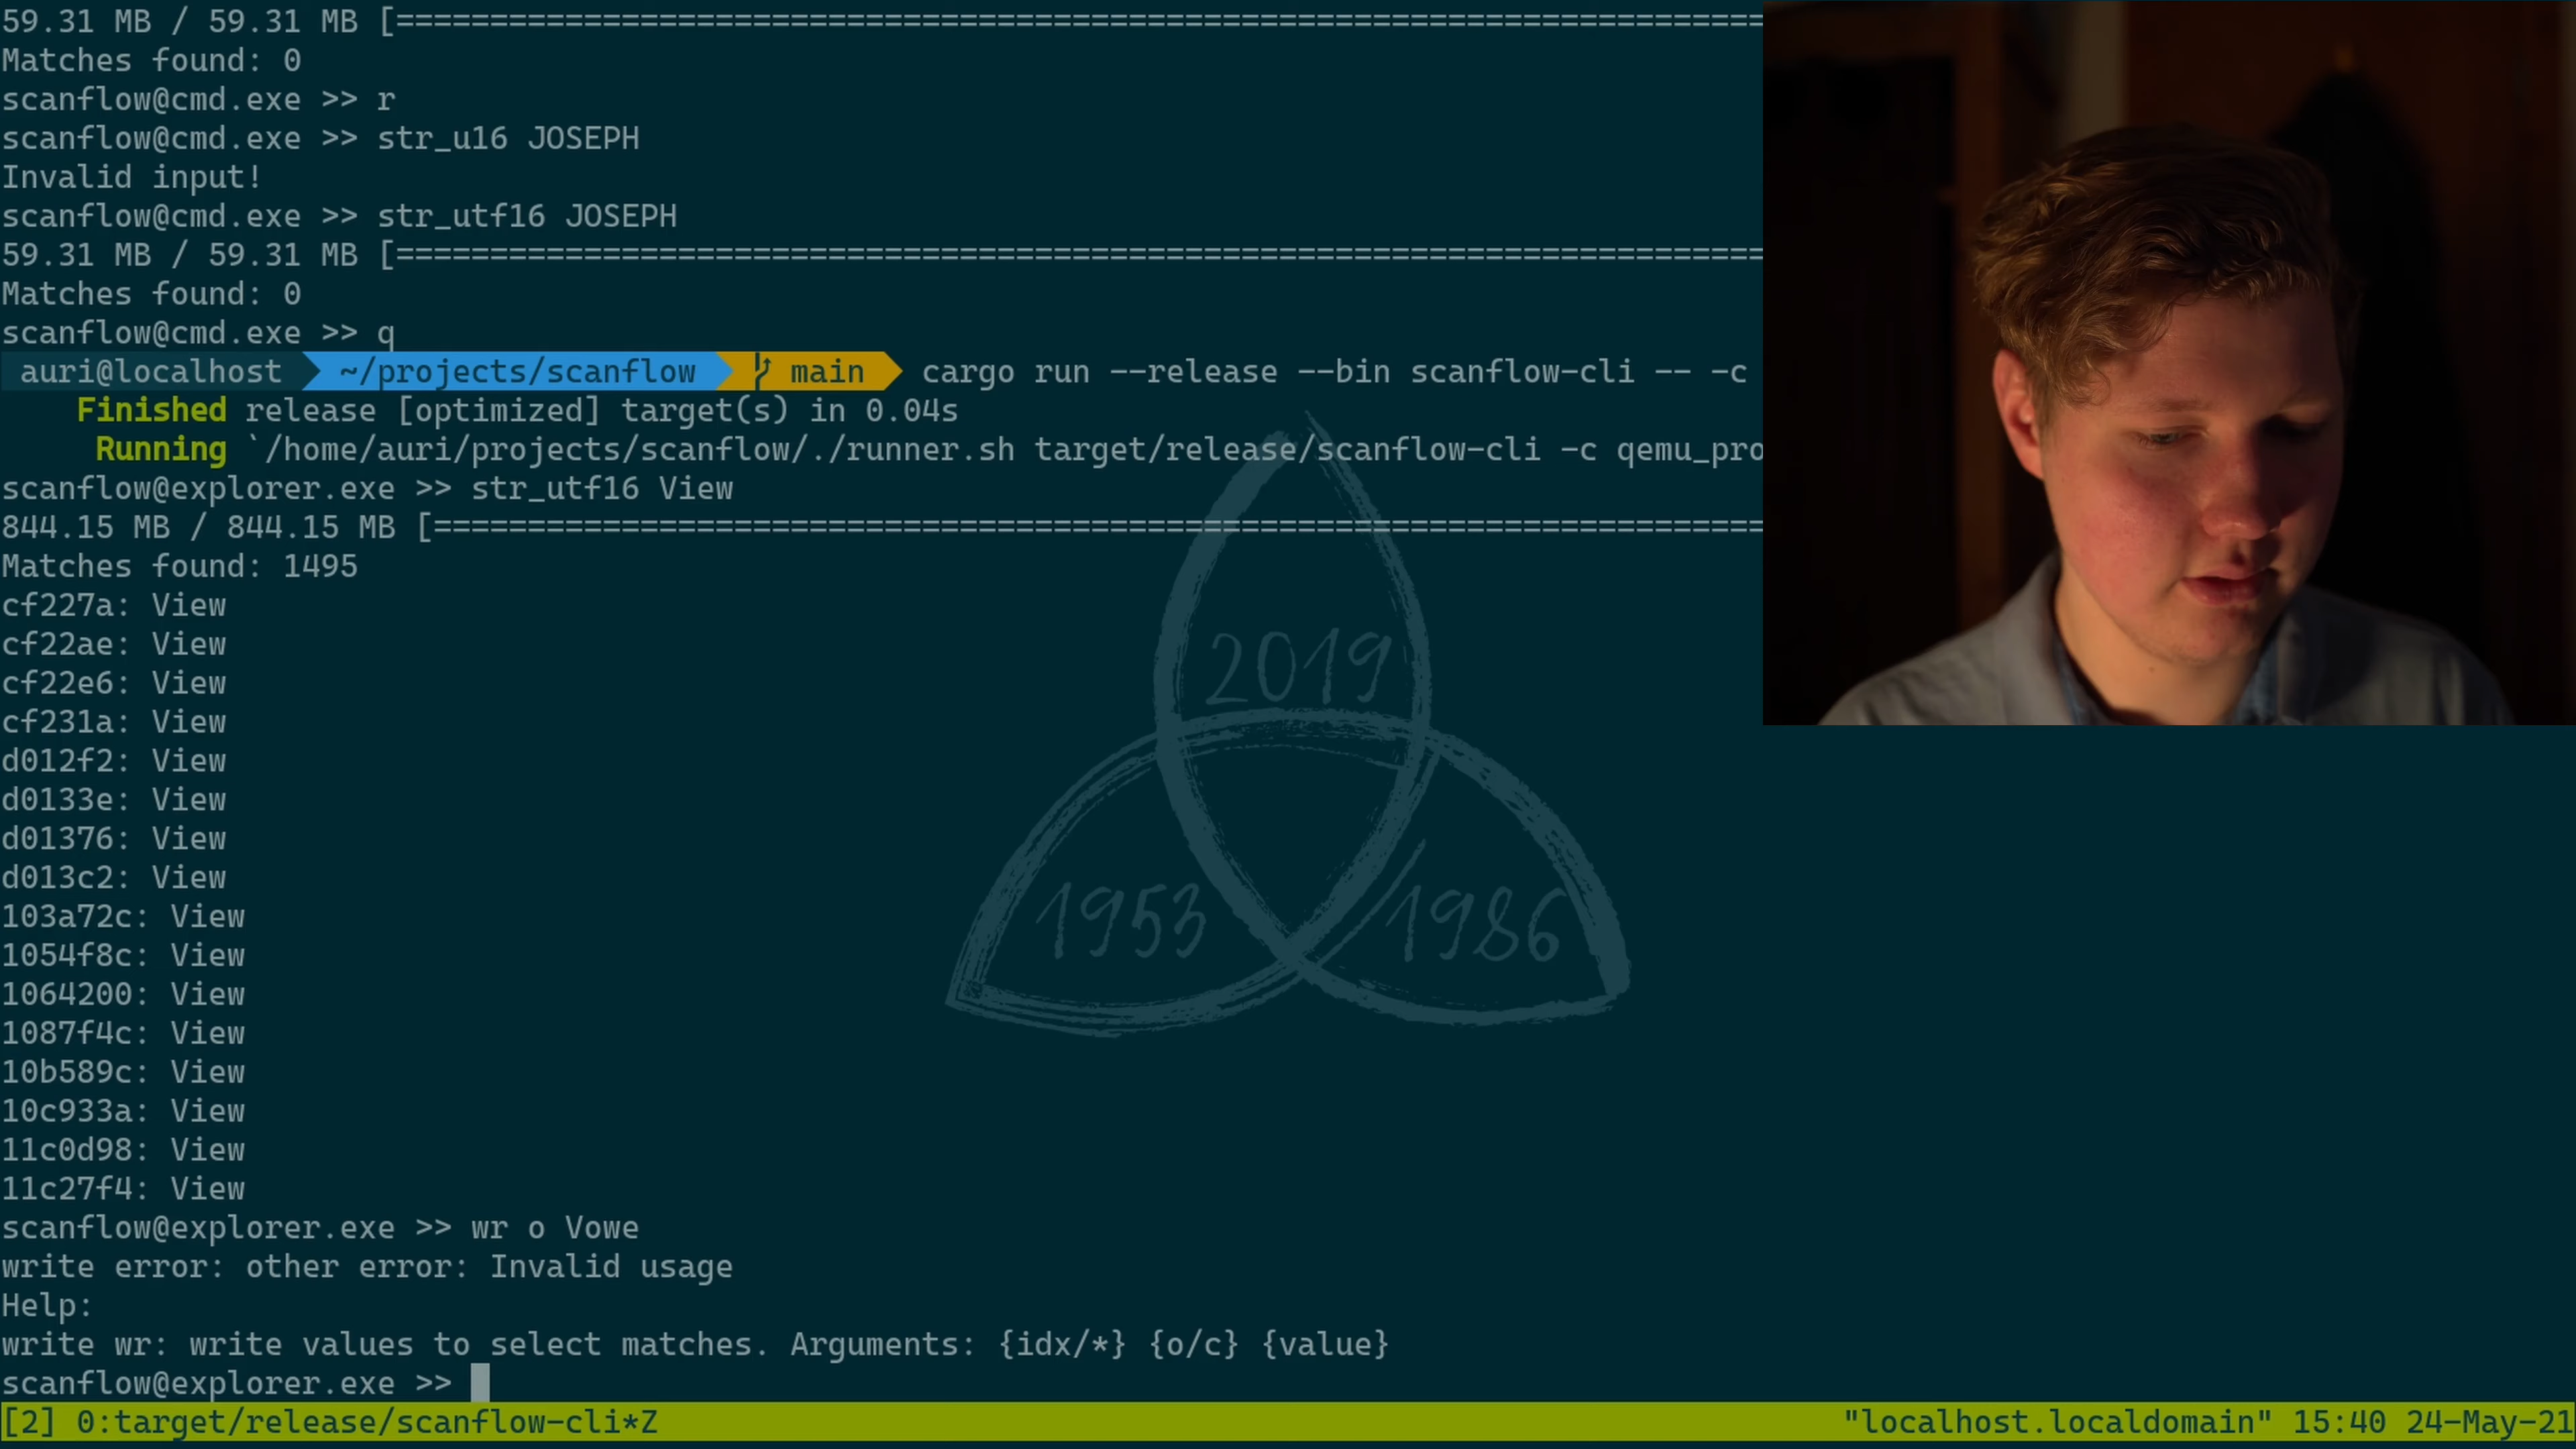 59.31 MB / 59.31 MB [=========================================================================
Matches found: 0
scanflow@cmd.exe >> r
scanflow@cmd.exe >> str_u16 JOSEPH
Invalid input!
scanflow@cmd.exe >> str_utf16 JOSEPH
59.31 MB / 59.31 MB [=========================================================================
Matches found: 0
scanflow@cmd.exe >> q
auri@localhost ~/projects/scanflow main cargo run --release --bin scanflow-cli -- -c
Finished release [optimized] target(s) in 0.04s
Running `/home/auri/projects/scanflow/./runner.sh target/release/scanflow-cli -c qemu_pro
scanflow@explorer.exe >> str_utf16 View
844.15 MB / 844.15 MB [=======================================================================
Matches found: 1495
cf227a: View
cf22ae: View
cf22e6: View
cf231a: View
d012f2: View
d0133e: View
d01376: View
d013c2: View
103a72c: View
1054f8c: View
1064200: View
1087f4c: View
10b589c: View
10c933a: View
11c0d98: View
11c27f4: View
scanflow@explorer.exe >> wr o Vowe
write error: other error: Invalid usage
Help:
write wr: write values to select matches. Arguments: {idx/*} {o/c} {value}
scanflow@explorer.exe >>
[2] 0:target/release/scanflow-cli*Z "localhost.localdomain" 15:40 24-May-21
2019
1953 1986